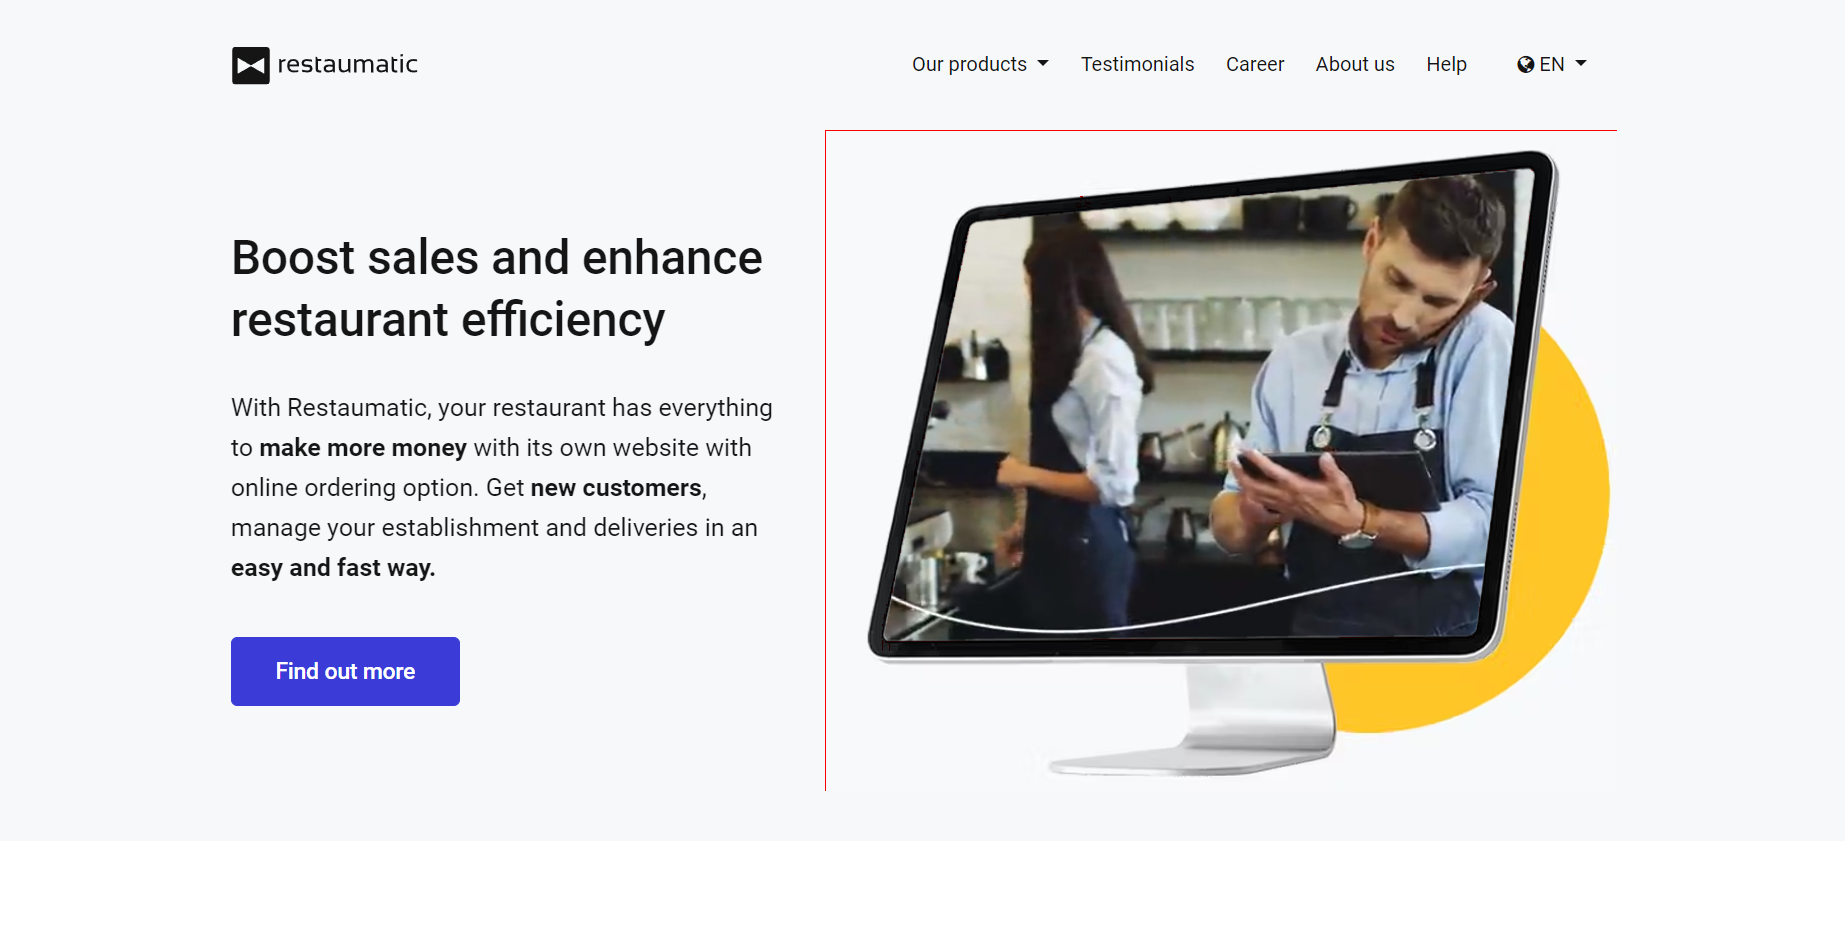 restaumatic
Our products Testimonials Career About us Help EN
Boost sales and enhance
restaurant efficiency
With Restaumatic, your restaurant has everything
to make more money with its own website with
online ordering option. Get new customers,
manage your establishment and deliveries in an
easy and fast way.
Find out more